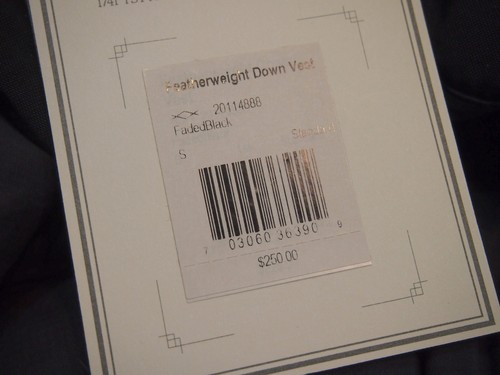 Featherweight Down Vest
20114888
FadedBlack
S
7 03060 36390 9
$250.00